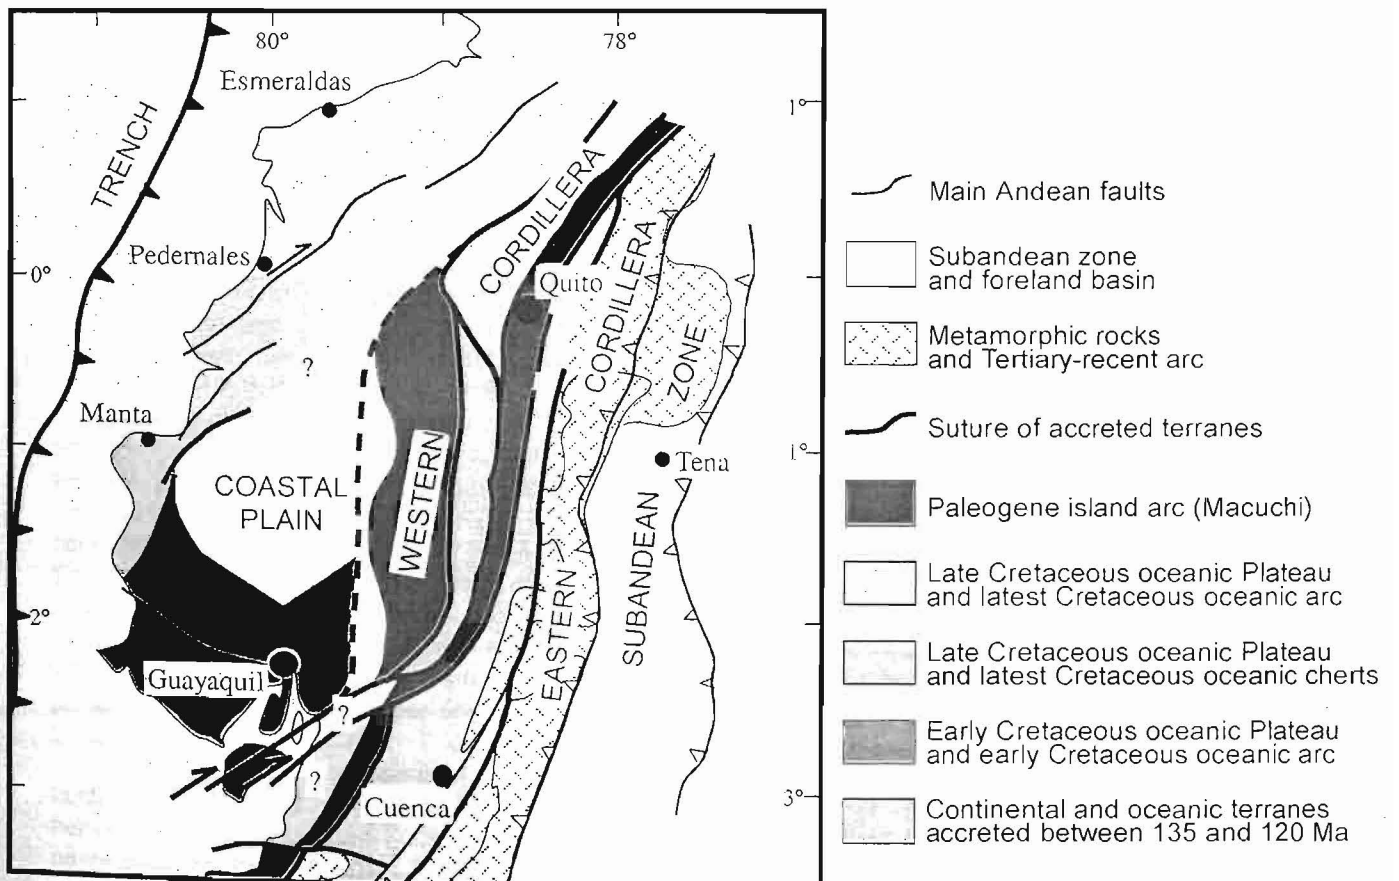 80°
78°
Esmeraldas
1°
TRENCH
CORDILLERA
Pedernales
0°
Quito
CORDILLERA
ZONE
?
Manta
1°
Tena
COASTAL
PLAIN
WESTERN
SUBANDEAN
EASTERN
2°
Guayaquil
?
?
Cuenca
3°
Main Andean faults
Subandean zone
and foreland basin
Metamorphic rocks
and Tertiary-recent arc
Suture of accreted terranes
Paleogene island arc (Macuchi)
Late Cretaceous oceanic Plateau
and latest Cretaceous oceanic arc
Late Cretaceous oceanic Plateau
and latest Cretaceous oceanic cherts
Early Cretaceous oceanic Plateau
and early Cretaceous oceanic arc
Continental and oceanic terranes
accreted between 135 and 120 Ma